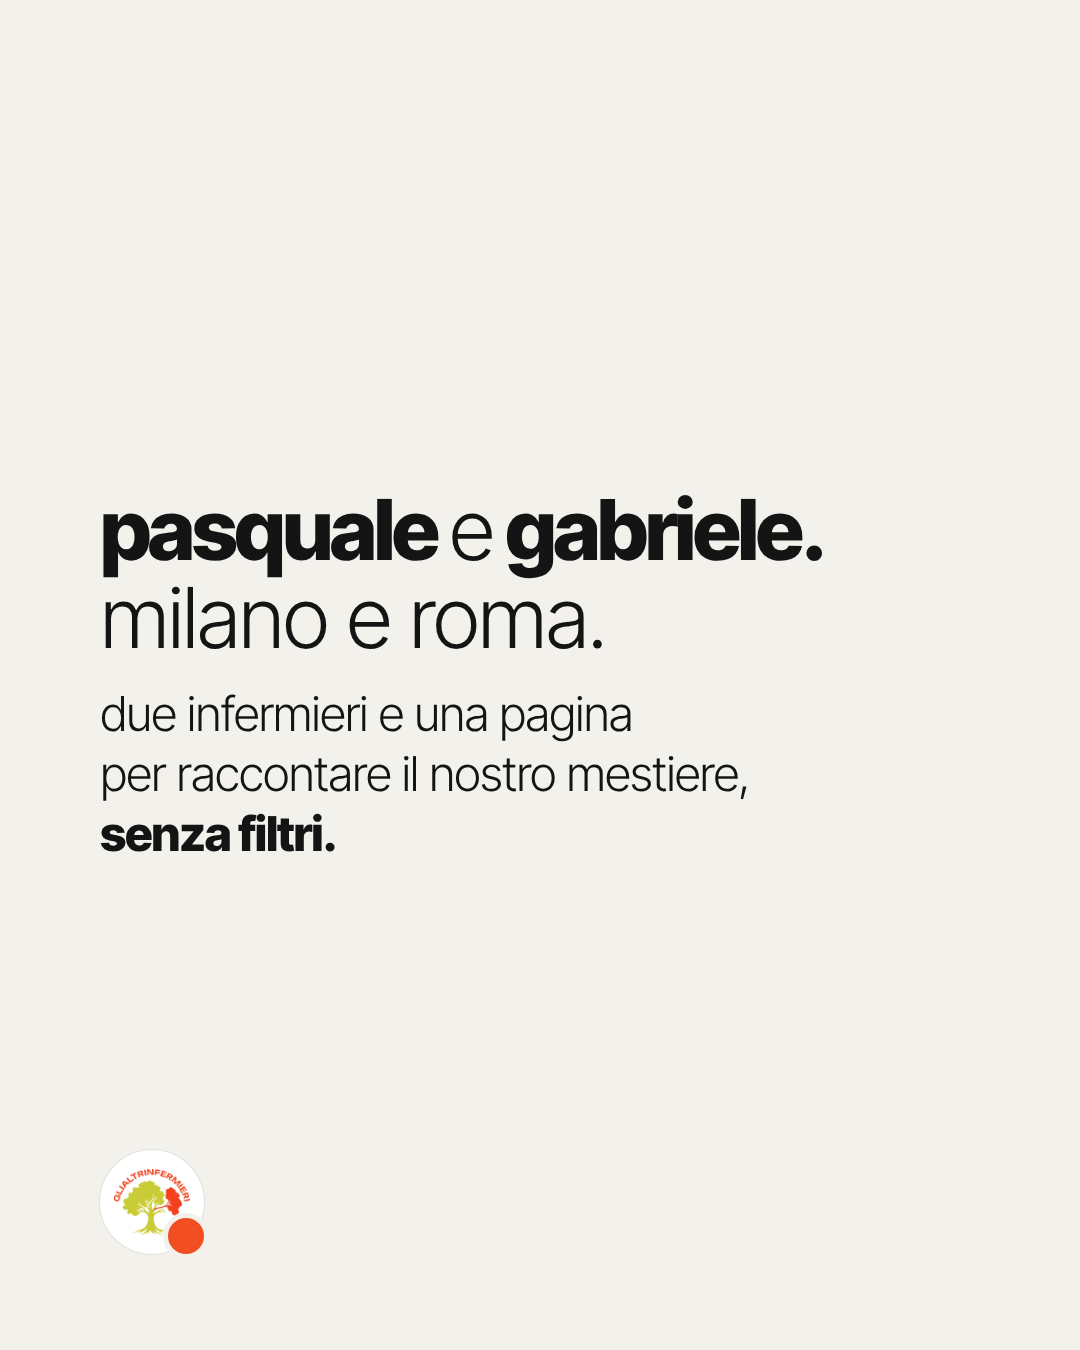 pasquale e gabriele.
milano e roma.
due infermieri e una pagina
per raccontare il nostro mestiere,
senza filtri.
GLIALTRINFERMIERI